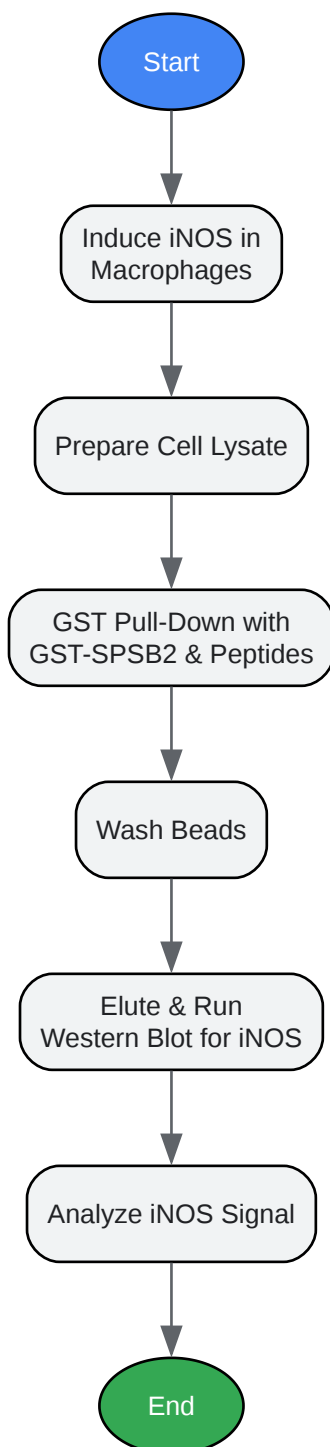 Start
Induce iNOS in
Macrophages
Prepare Cell Lysate
GST Pull-Down with
GST-SPSB2 & Peptides
Wash Beads
Elute & Run
Western Blot for iNOS
Analyze iNOS Signal
End